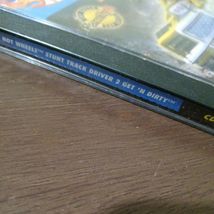 HOT WHEELS™ STUNT TRACK DRIVER 2 GET 'N DIRTY™